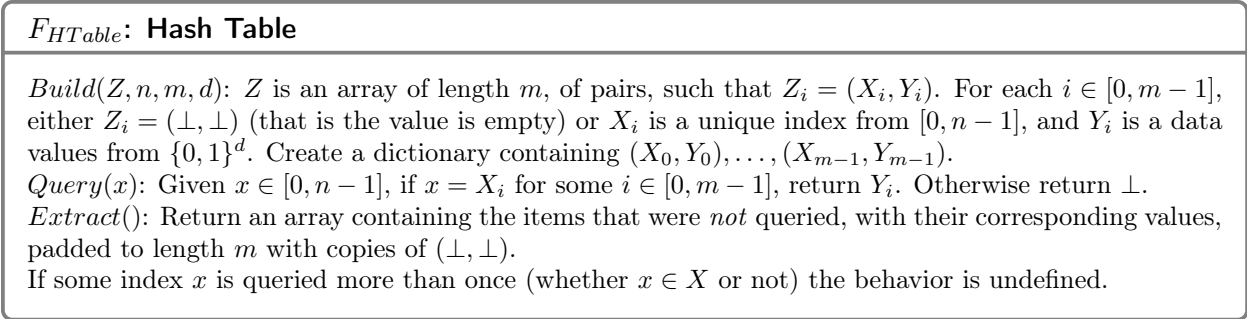 F_{HTable}: Hash Table
Build(Z, n, m, d): Z is an array of length m, of pairs, such that Z_i = (X_i, Y_i). For each i ∈ [0, m − 1],
either Z_i = (⊥, ⊥) (that is the value is empty) or X_i is a unique index from [0, n − 1], and Y_i is a data
values from {0, 1}^d. Create a dictionary containing (X_0, Y_0), . . . , (X_{m−1}, Y_{m−1}).
Query(x): Given x ∈ [0, n − 1], if x = X_i for some i ∈ [0, m − 1], return Y_i. Otherwise return ⊥.
Extract(): Return an array containing the items that were not queried, with their corresponding values,
padded to length m with copies of (⊥, ⊥).
If some index x is queried more than once (whether x ∈ X or not) the behavior is undefined.